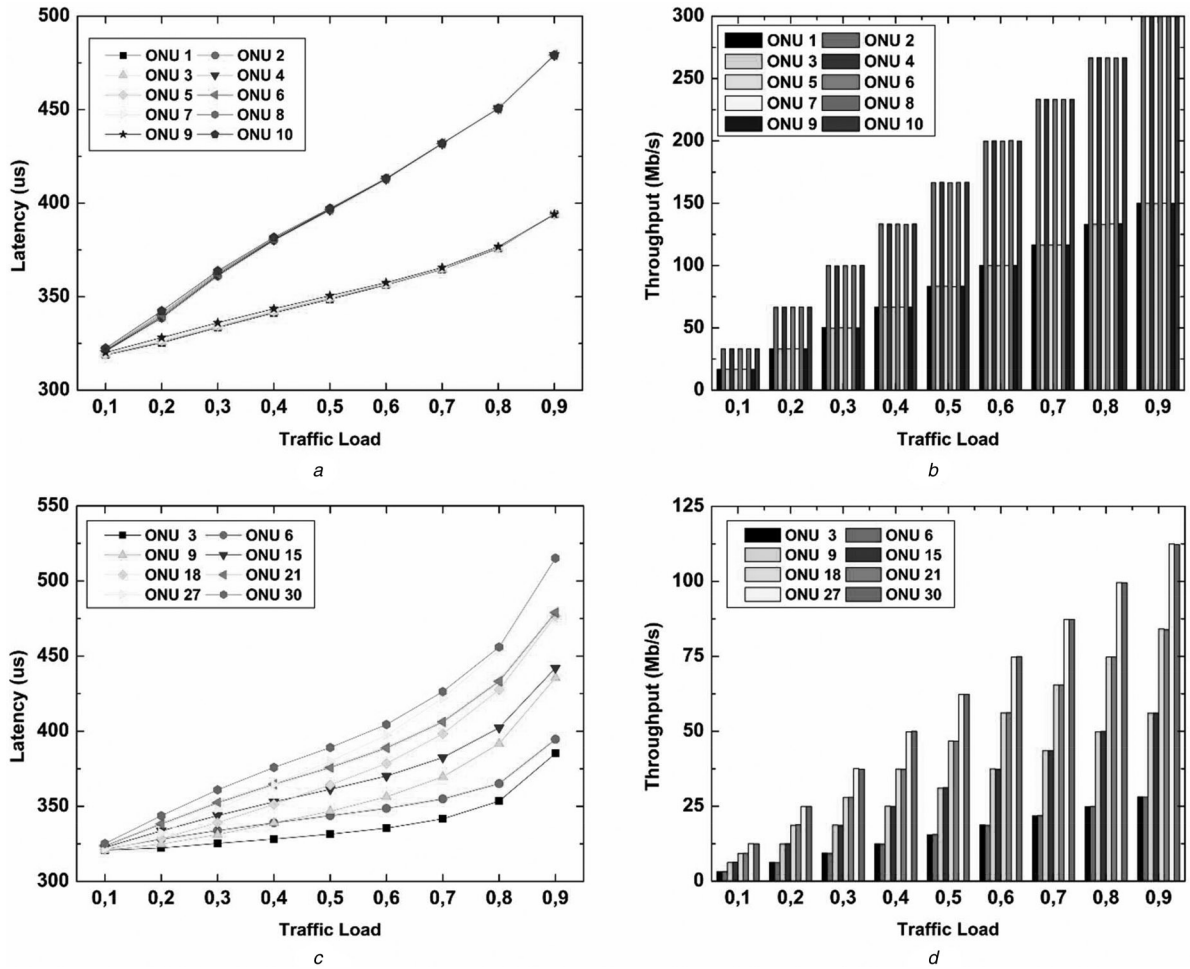 500
450
400
350
300
Latency (us)
ONU 1 ONU 2
ONU 3 ONU 4
ONU 5 ONU 6
ONU 7 ONU 8
ONU 9 ONU 10
0,1 0,2 0,3 0,4 0,5 0,6 0,7 0,8 0,9
Traffic Load
a
300
250
200
150
100
50
0
Throughput (Mb/s)
ONU 1 ONU 2
ONU 3 ONU 4
ONU 5 ONU 6
ONU 7 ONU 8
ONU 9 ONU 10
0,1 0,2 0,3 0,4 0,5 0,6 0,7 0,8 0,9
Traffic Load
b
550
500
450
400
350
300
Latency (us)
ONU 3 ONU 6
ONU 9 ONU 15
ONU 18 ONU 21
ONU 27 ONU 30
0,1 0,2 0,3 0,4 0,5 0,6 0,7 0,8 0,9
Traffic Load
c
125
100
75
50
25
0
Throughput (Mb/s)
ONU 3 ONU 6
ONU 9 ONU 15
ONU 18 ONU 21
ONU 27 ONU 30
0,1 0,2 0,3 0,4 0,5 0,6 0,7 0,8 0,9
Traffic Load
d